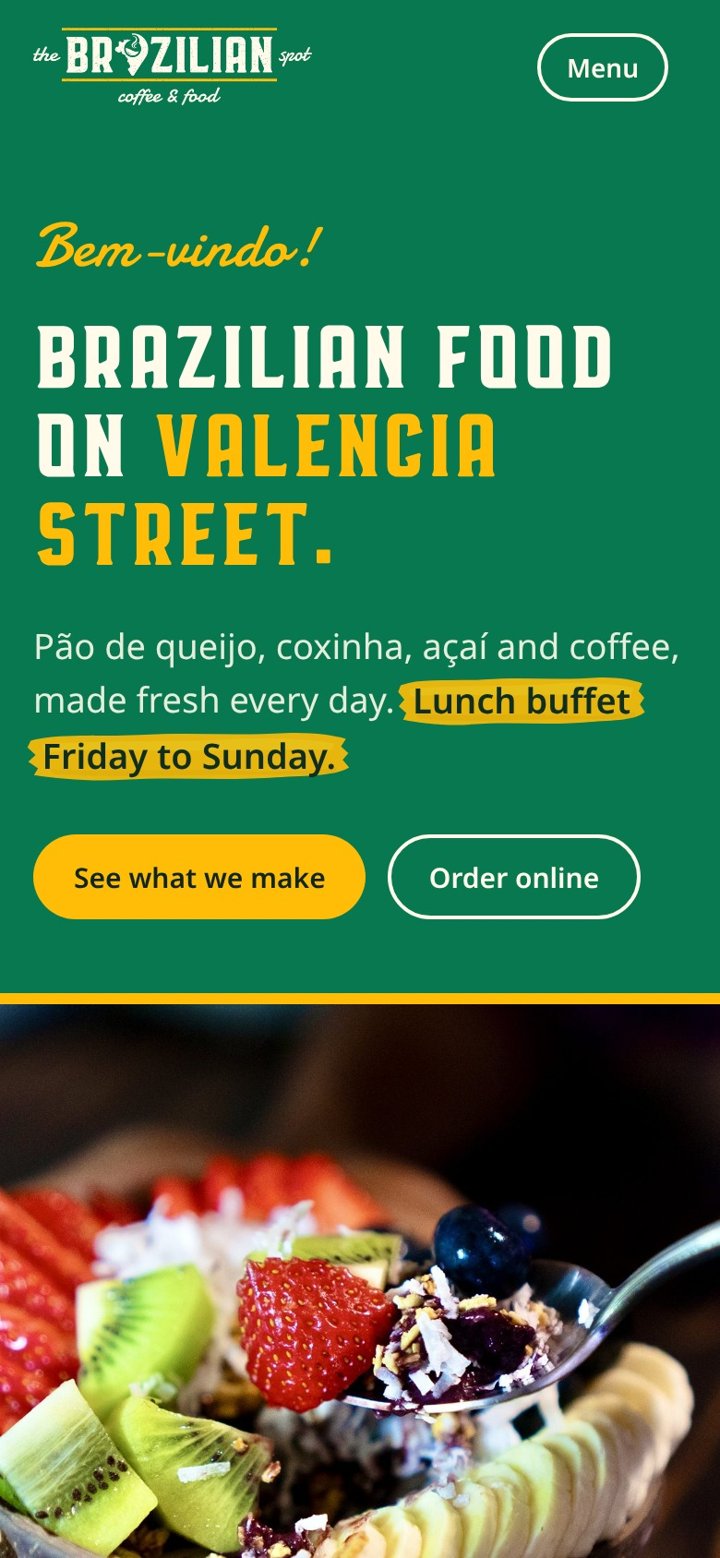 the BRAZILIAN spot
coffee & food
Menu
Bem-vindo!
BRAZILIAN FOOD
ON VALENCIA
STREET.
Pão de queijo, coxinha, açaí and coffee,
made fresh every day. Lunch buffet
Friday to Sunday.
See what we make
Order online